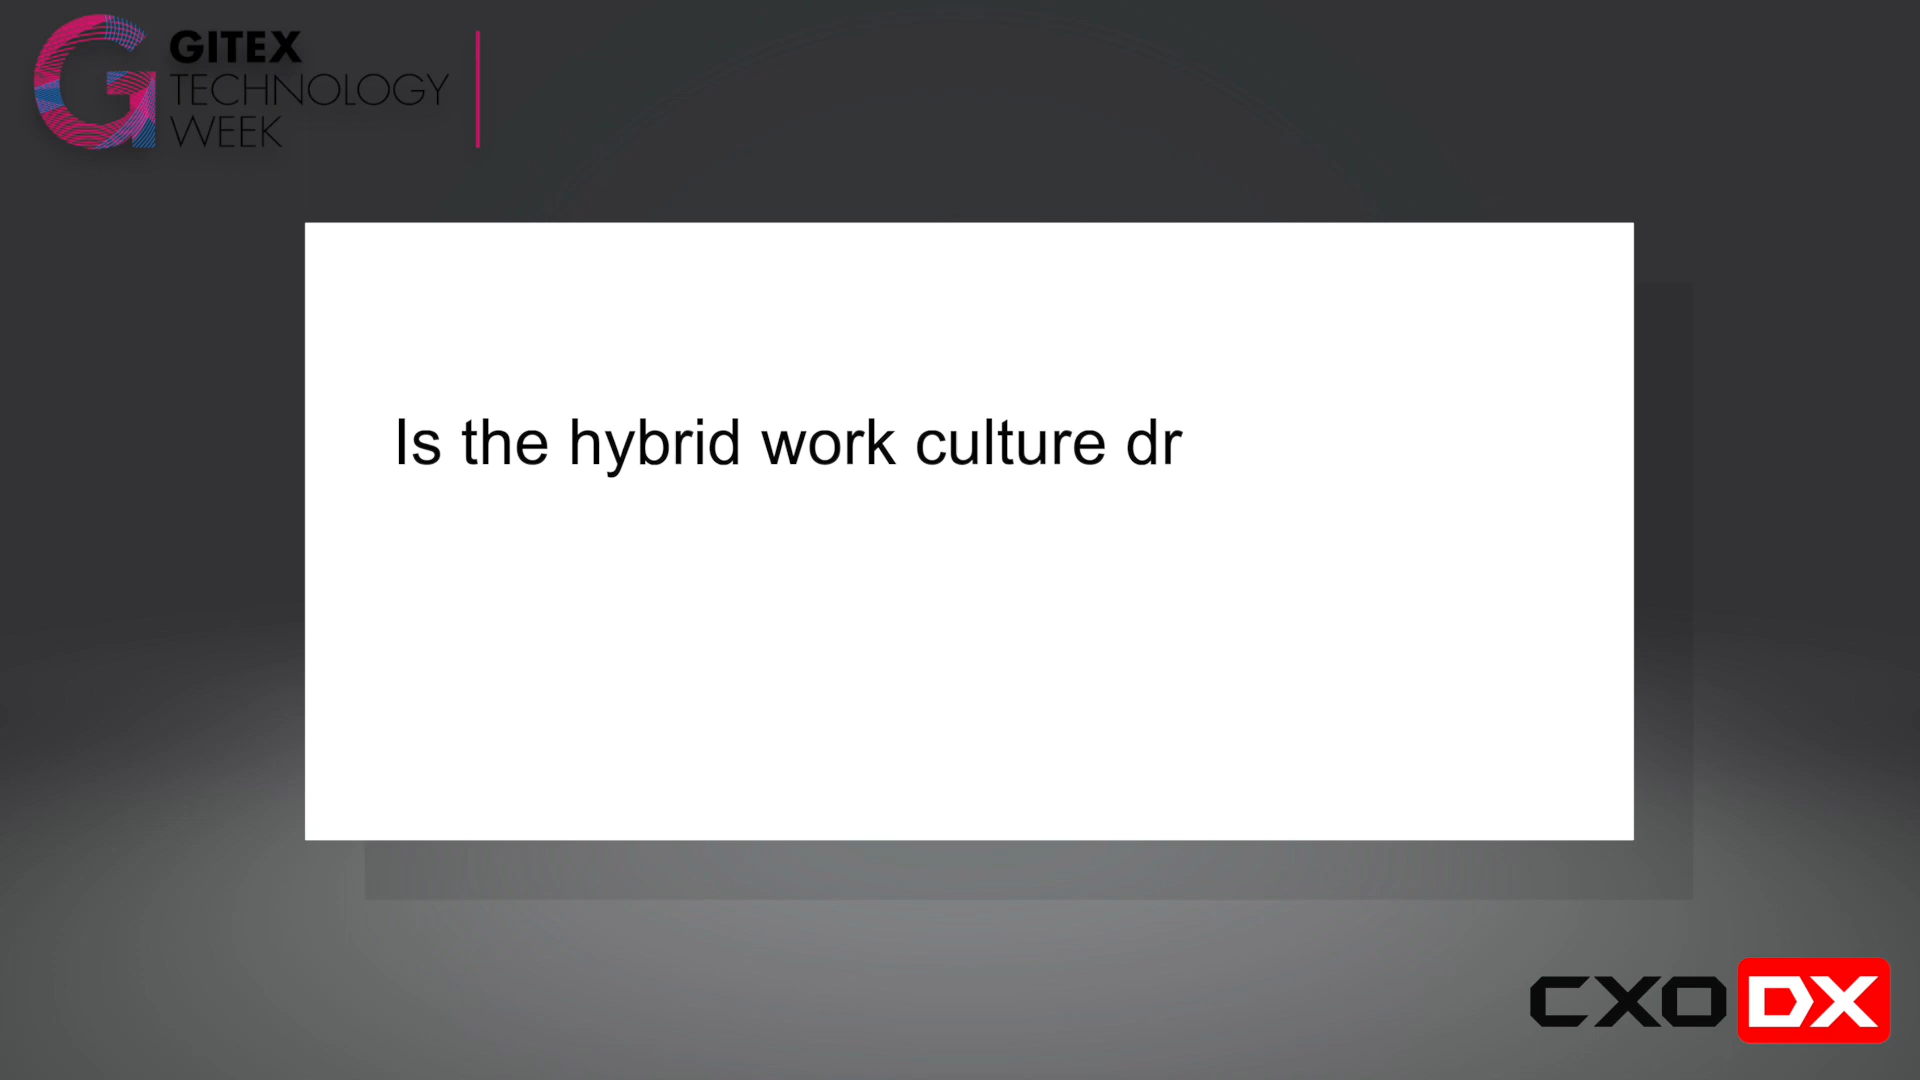 GITEX
TECHNOLOGY
WEEK
Is the hybrid work culture dr
CXO DX